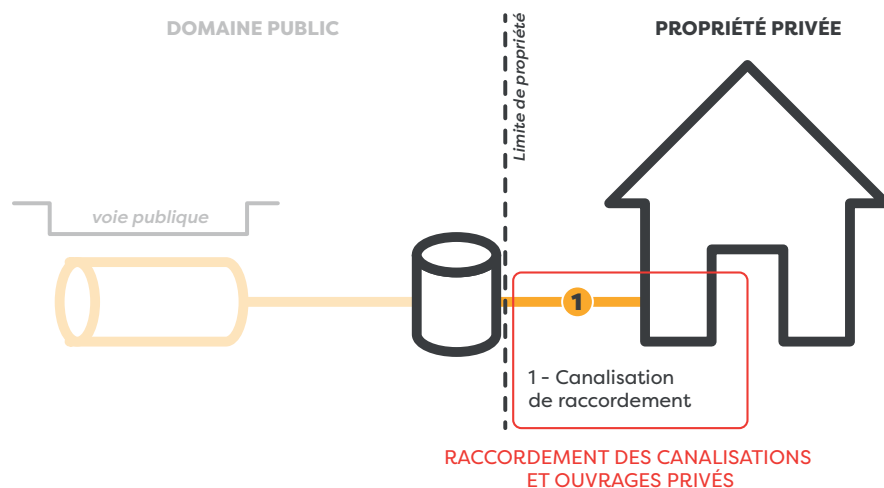 DOMAINE PUBLIC
PROPRIÉTÉ PRIVÉE
Limite de propriété
voie publique
1
1 - Canalisation
de raccordement
RACCORDEMENT DES CANALISATIONS
ET OUVRAGES PRIVÉS